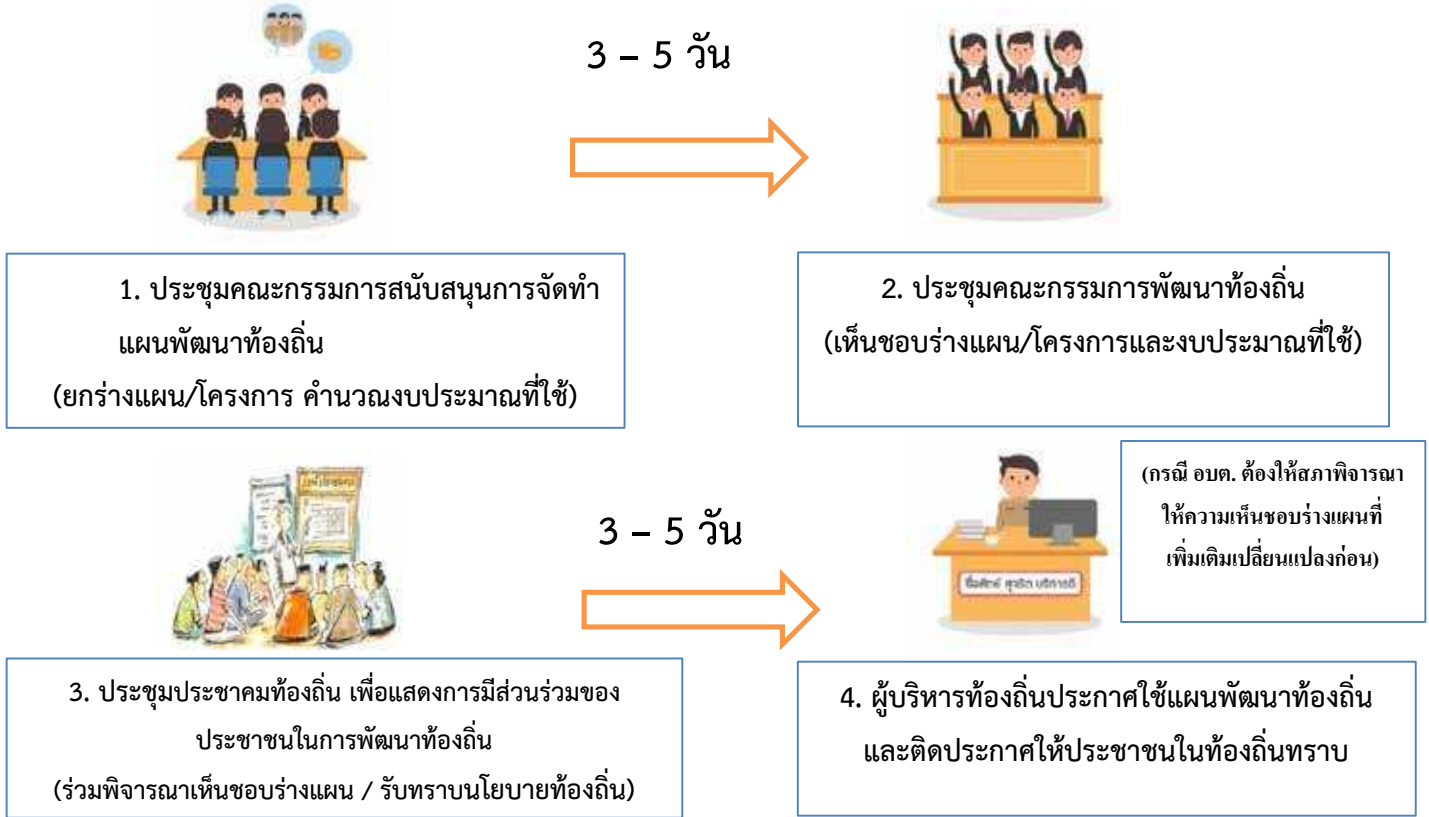 3 – 5 วัน
1. ประชุมคณะกรรมการสนับสนุนการจัดทำ
แผนพัฒนาท้องถิ่น
(ยกร่างแผน/โครงการ คำนวณงบประมาณที่ใช้)
2. ประชุมคณะกรรมการพัฒนาท้องถิ่น
(เห็นชอบร่างแผน/โครงการและงบประมาณที่ใช้)
3 – 5 วัน
ซื่อสัตย์ สุจริต บริการดี
(กรณี อบต. ต้องให้สภาพิจารณา
ให้ความเห็นชอบร่างแผนที่
เพิ่มเติมเปลี่ยนแปลงก่อน)
3. ประชุมประชาคมท้องถิ่น เพื่อแสดงการมีส่วนร่วมของ
ประชาชนในการพัฒนาท้องถิ่น
(ร่วมพิจารณาเห็นชอบร่างแผน / รับทราบนโยบายท้องถิ่น)
4. ผู้บริหารท้องถิ่นประกาศใช้แผนพัฒนาท้องถิ่น
และติดประกาศให้ประชาชนในท้องถิ่นทราบ